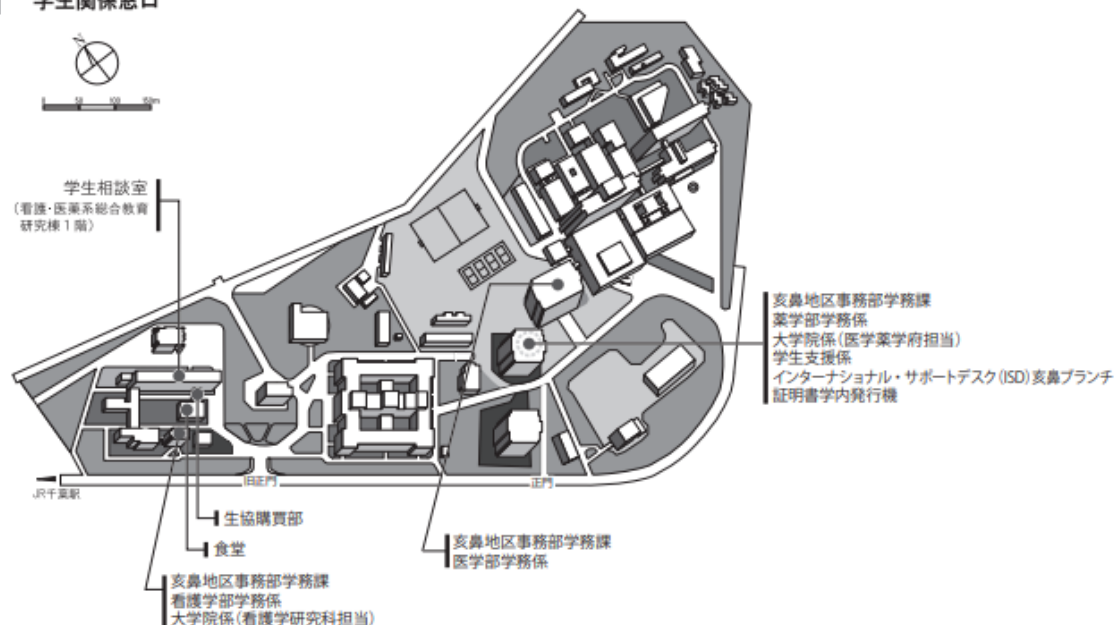 学生関係窓口
N
0 50 100 150m
学生相談室
（看護・医薬系総合教育
研究棟１階）
亥鼻地区事務部学務課
薬学部学務係
大学院係（医学薬学府担当）
学生支援係
インターナショナル・サポートデスク（ISD）亥鼻ブランチ
証明書学内発行機
JR千葉駅
旧正門
正門
生協購買部
食堂
亥鼻地区事務部学務課
医学部学務係
亥鼻地区事務部学務課
看護学部学務係
大学院係（看護学研究科担当）